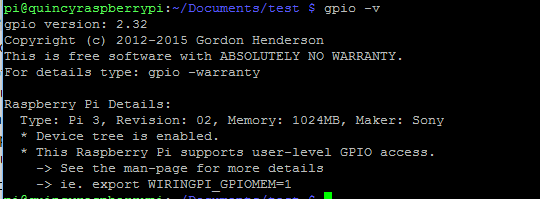 pi@quincyraspberrypi:~/Documents/test $ gpio -v
gpio version: 2.32
Copyright (c) 2012-2015 Gordon Henderson
This is free software with ABSOLUTELY NO WARRANTY.
For details type: gpio -warranty
Raspberry Pi Details:
Type: Pi 3, Revision: 02, Memory: 1024MB, Maker: Sony
* Device tree is enabled.
* This Raspberry Pi supports user-level GPIO access.
-> See the man-page for more details
-> ie. export WIRINGPI_GPIOMEM=1
pi@quincyraspberrypi:~/Documents/test $